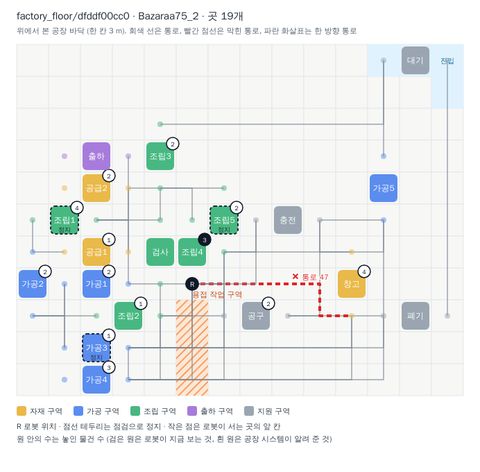 factory_floor/dfddf00cc0 · Bazaraa75_2 · 곳 19개
위에서 본 공장 바닥 (한 칸 3 m). 회색 선은 통로, 빨간 점선은 막힌 통로, 파란 화살표는 한 방향 통로
대기
진입
출하
2
조립3
2
공급2
가공5
4
조립1
정지
2
조립5
정지
충전
1
공급1
검사
3
조립4
2
가공2
2
가공1
R
✖ 통로 47
4
창고
용접 작업 구역
1
조립2
2
공구
폐기
1
가공3
정지
3
가공4
자재 구역
가공 구역
조립 구역
출하 구역
지원 구역
R 로봇 위치 · 점선 테두리는 점검으로 정지 · 작은 점은 로봇이 서는 곳의 앞 칸
원 안의 수는 놓인 물건 수 (검은 원은 로봇이 지금 보는 것, 흰 원은 공장 시스템이 알려 준 것)